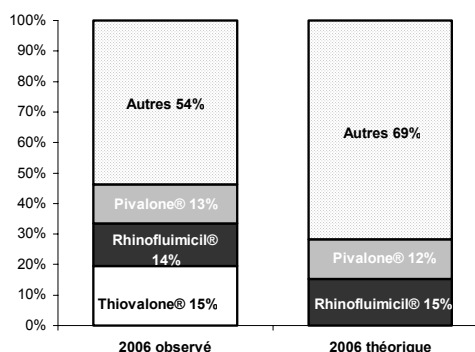 100%
90%
80%
70%
60%
50%
40%
30%
20%
10%
0%
Autres 54%
Pivalone® 13%
Rhinofluimicil®
14%
Thiovalone® 15%
Autres 69%
Pivalone® 12%
Rhinofluimicil® 15%
2006 observé
2006 théorique